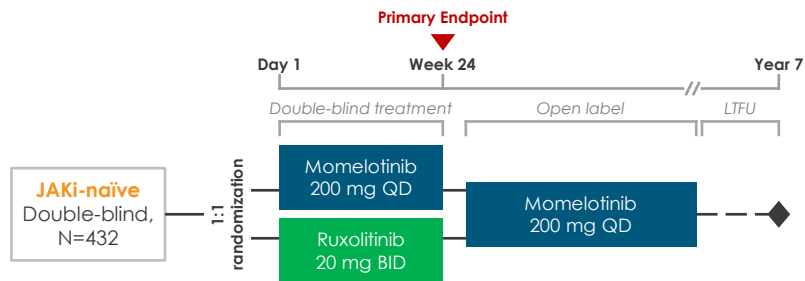 Primary Endpoint
Day 1
Week 24
Year 7
Double-blind treatment
Open label
LTFU
JAKi-naïve
Double-blind,
N=432
1:1
randomization
Momelotinib
200 mg QD
Ruxolitinib
20 mg BID
Momelotinib
200 mg QD